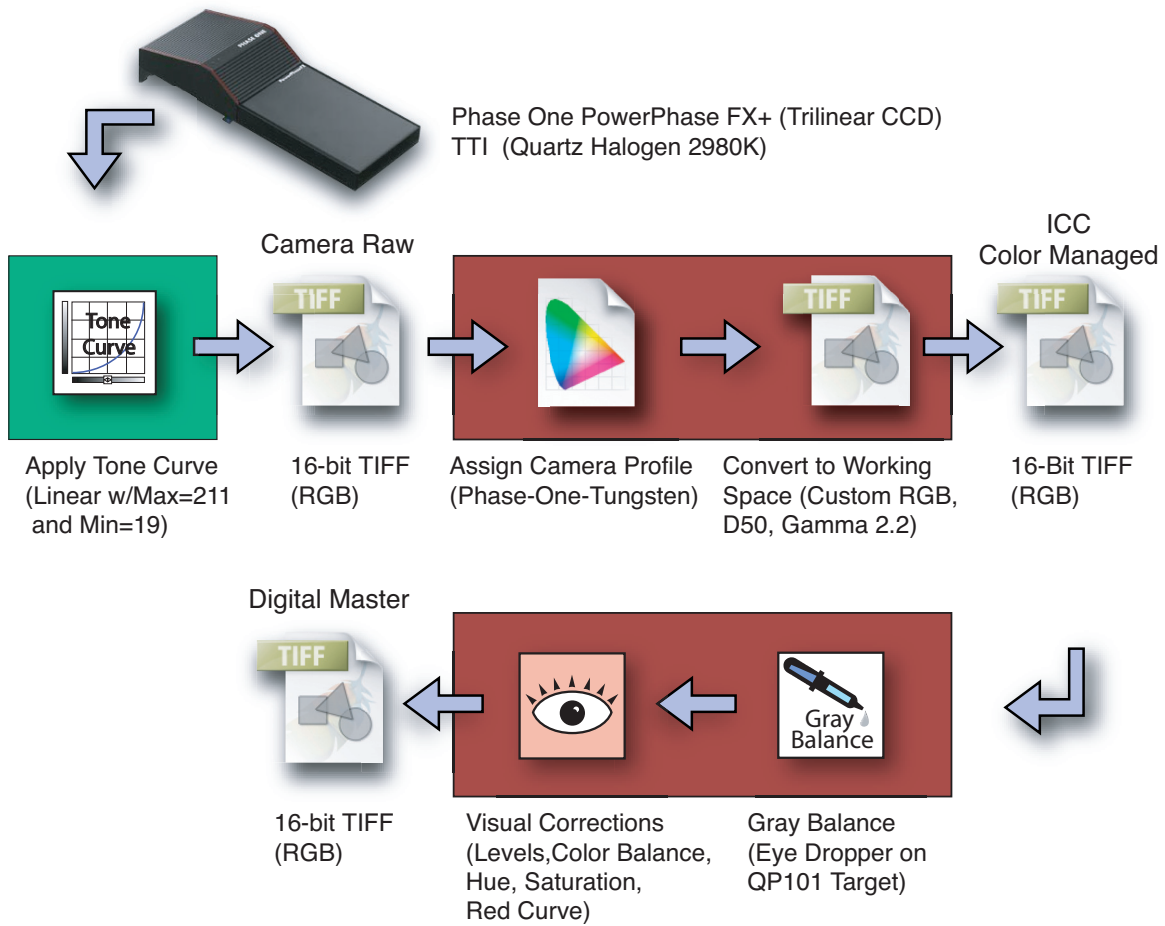 PHASE ONE
Phase One PowerPhase FX+ (Trilinear CCD)
TTI (Quartz Halogen 2980K)
Camera Raw
ICC
Color Managed
Tone
Curve
TIFF
TIFF
TIFF
Apply Tone Curve
(Linear w/Max=211
and Min=19)
16-bit TIFF
(RGB)
Assign Camera Profile
(Phase-One-Tungsten)
Convert to Working
Space (Custom RGB,
D50, Gamma 2.2)
16-Bit TIFF
(RGB)
Digital Master
TIFF
Gray
Balance
16-bit TIFF
(RGB)
Visual Corrections
(Levels,Color Balance,
Hue, Saturation,
Red Curve)
Gray Balance
(Eye Dropper on
QP101 Target)